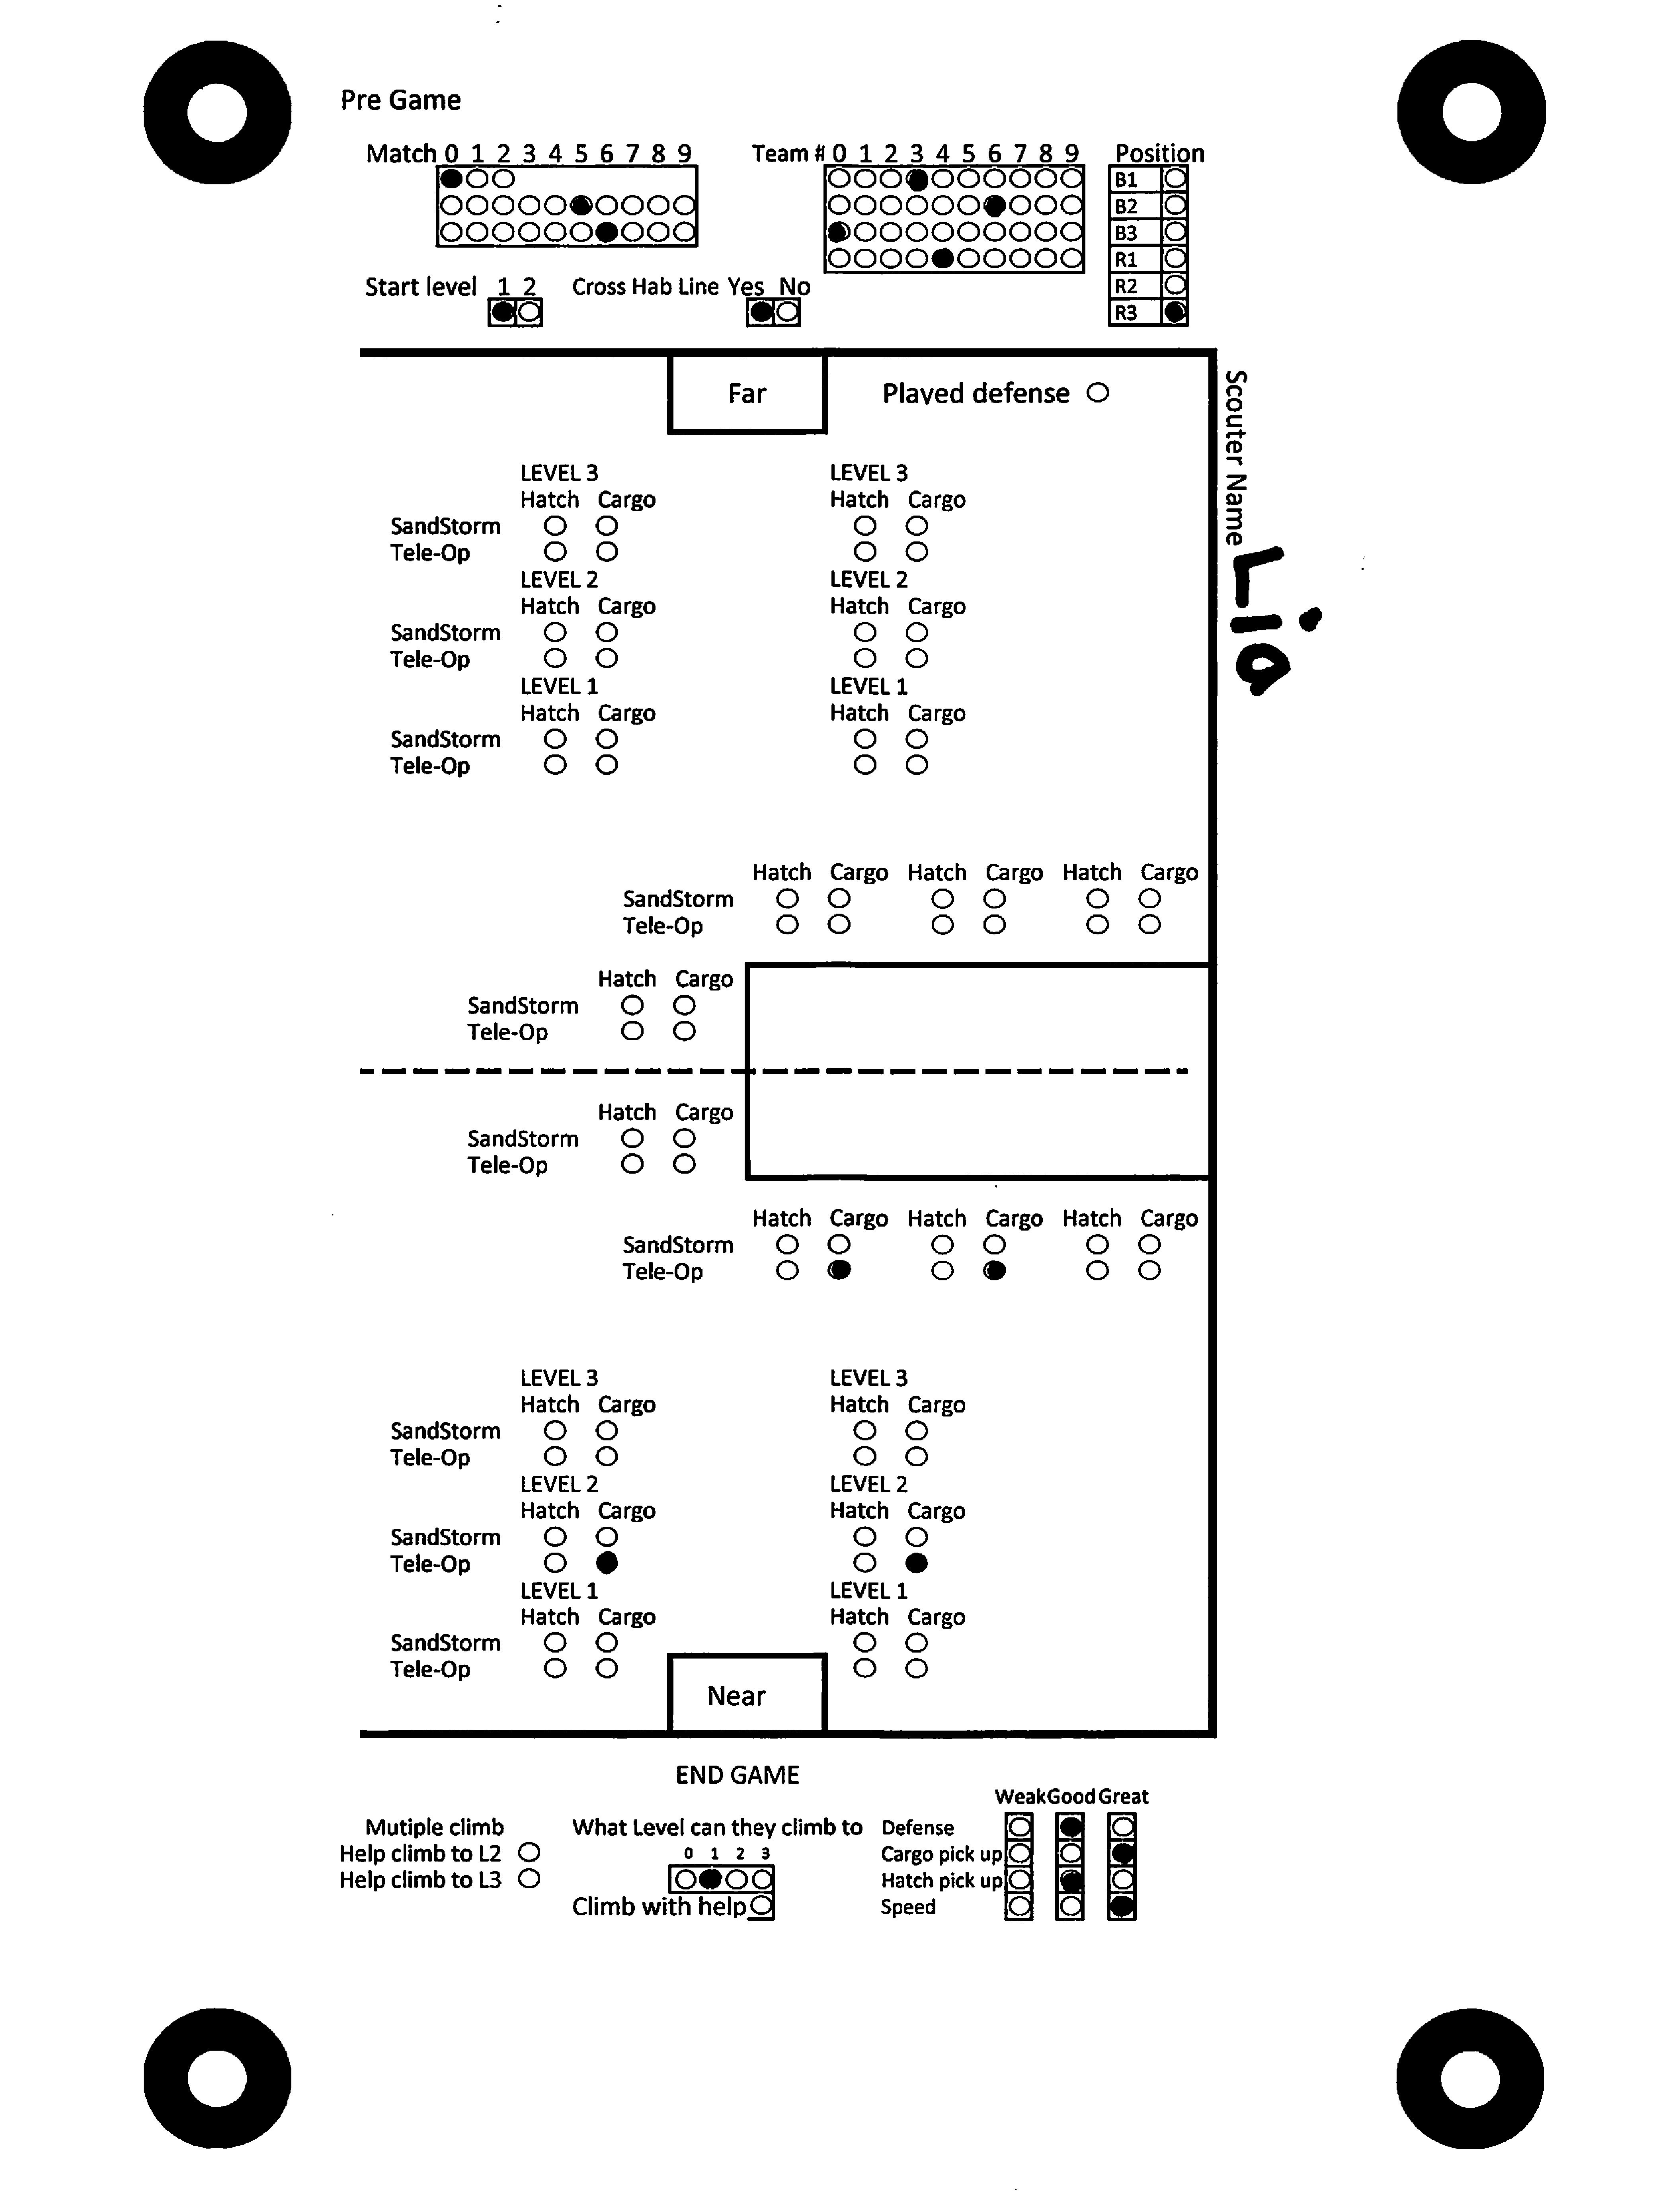 Pre Game
Match 0 1 2 3 4 5 6 7 8 9
Team # 0 1 2 3 4 5 6 7 8 9
Position
B1
B2
B3
R1
R2
R3
Start level 1 2
Cross Hab Line Yes No
Far
Played defense
Scouter Name Lia
LEVEL 3 LEVEL 3
Hatch Cargo Hatch Cargo
SandStorm
Tele-Op
LEVEL 2 LEVEL 2
Hatch Cargo Hatch Cargo
SandStorm
Tele-Op
LEVEL 1 LEVEL 1
Hatch Cargo Hatch Cargo
SandStorm
Tele-Op
Hatch Cargo Hatch Cargo Hatch Cargo
SandStorm
Tele-Op
Hatch Cargo
SandStorm
Tele-Op
Hatch Cargo
SandStorm
Tele-Op
Hatch Cargo Hatch Cargo Hatch Cargo
SandStorm
Tele-Op
LEVEL 3 LEVEL 3
Hatch Cargo Hatch Cargo
SandStorm
Tele-Op
LEVEL 2 LEVEL 2
Hatch Cargo Hatch Cargo
SandStorm
Tele-Op
LEVEL 1 LEVEL 1
Hatch Cargo Hatch Cargo
SandStorm
Tele-Op
Near
END GAME
Mutiple climb
Help climb to L2
Help climb to L3
What Level can they climb to
0 1 2 3
Climb with help
Weak Good Great
Defense
Cargo pick up
Hatch pick up
Speed